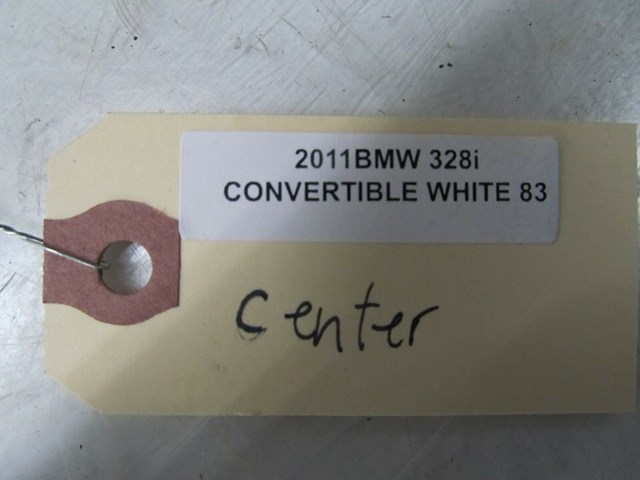 2011BMW 328i
CONVERTIBLE WHITE 83
center